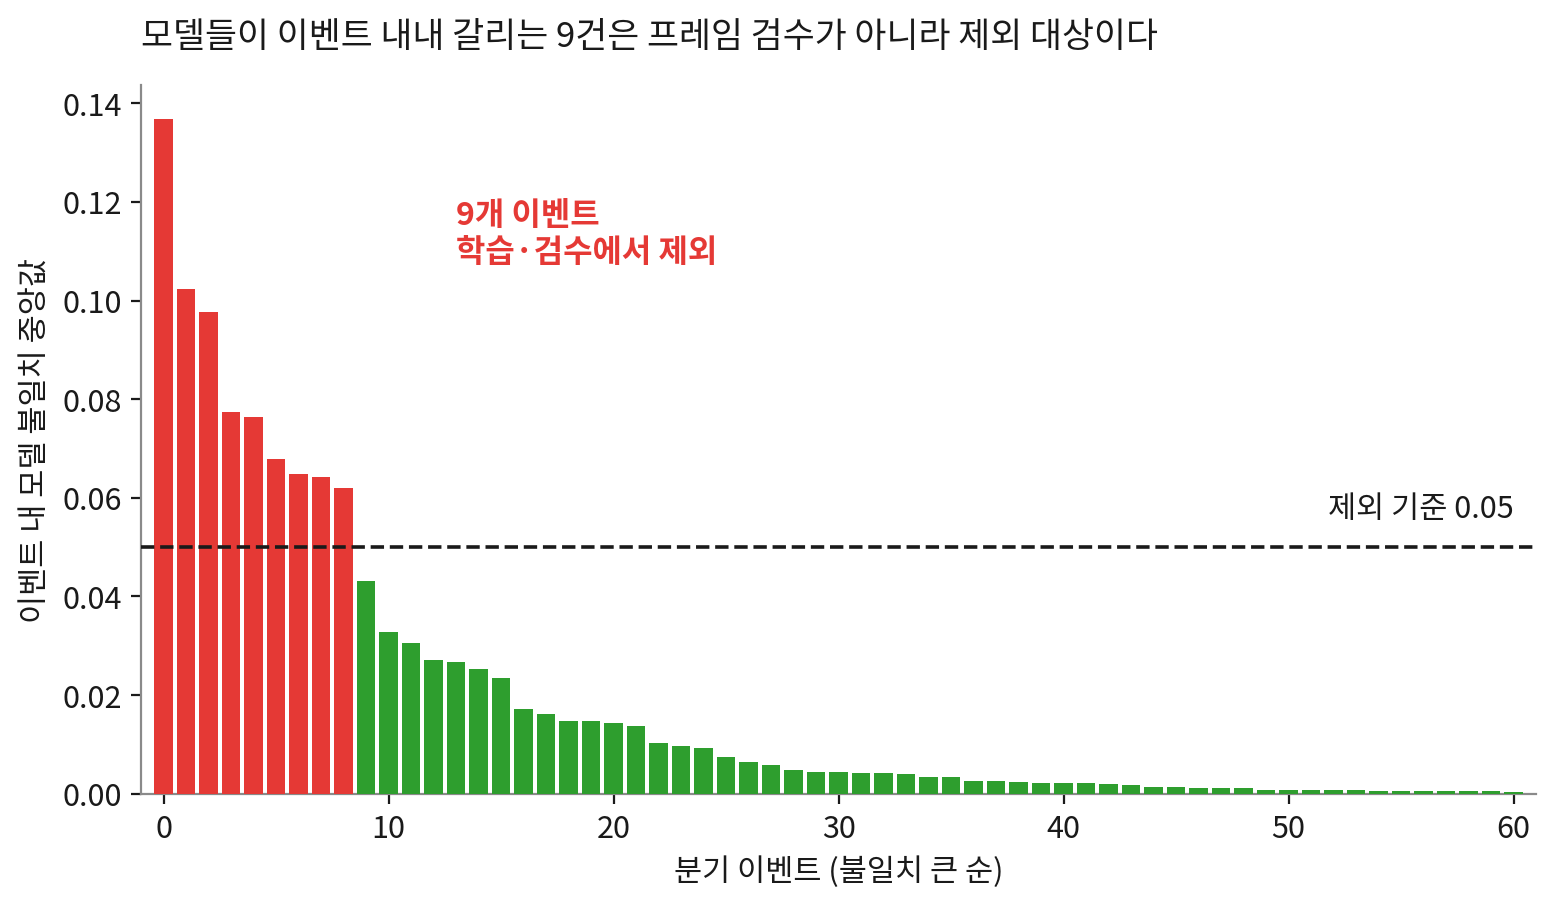 모델들이 이벤트 내내 갈리는 9건은 프레임 검수가 아니라 제외 대상이다
이벤트 내 모델 불일치 중앙값
0.14
0.12
0.10
0.08
0.06
0.04
0.02
0.00
9개 이벤트
학습·검수에서 제외
제외 기준 0.05
0 10 20 30 40 50 60
분기 이벤트 (불일치 큰 순)